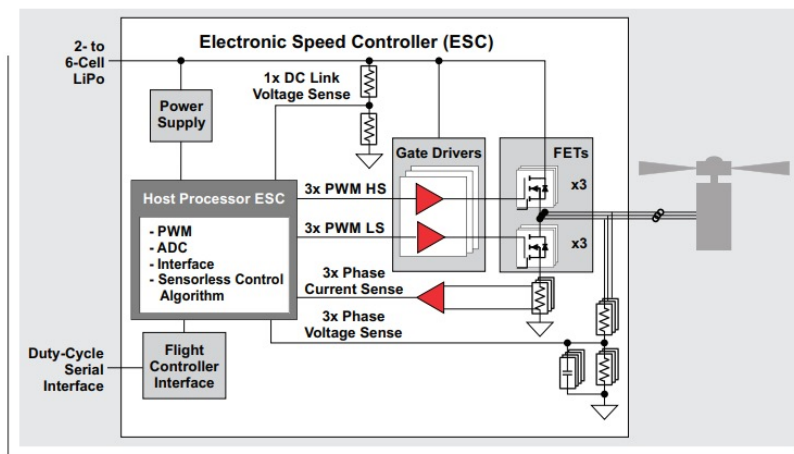 Electronic Speed Controller (ESC)
2- to
6-Cell
LiPo
1x DC Link
Voltage Sense
Power
Supply
Gate Drivers
FETs
x3
x3
Host Processor ESC
- PWM
- ADC
- Interface
- Sensorless Control
Algorithm
3x PWM HS
3x PWM LS
3x Phase
Current Sense
3x Phase
Voltage Sense
Duty-Cycle
Serial
Interface
Flight
Controller
Interface